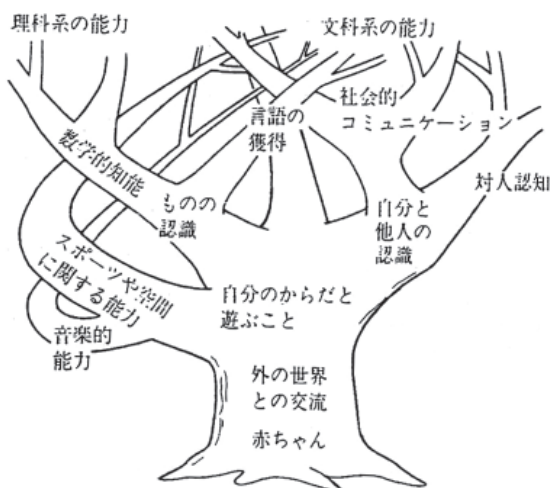 理科系の能力
文科系の能力
社会的
コミュニケーション
言語の
獲得
数学的知能
ものの
認識
対人認知
自分と
他人の
認識
スポーツや空間
に関する能力
自分のからだと
遊ぶこと
音楽的
能力
外の世界
との交流
赤ちゃん